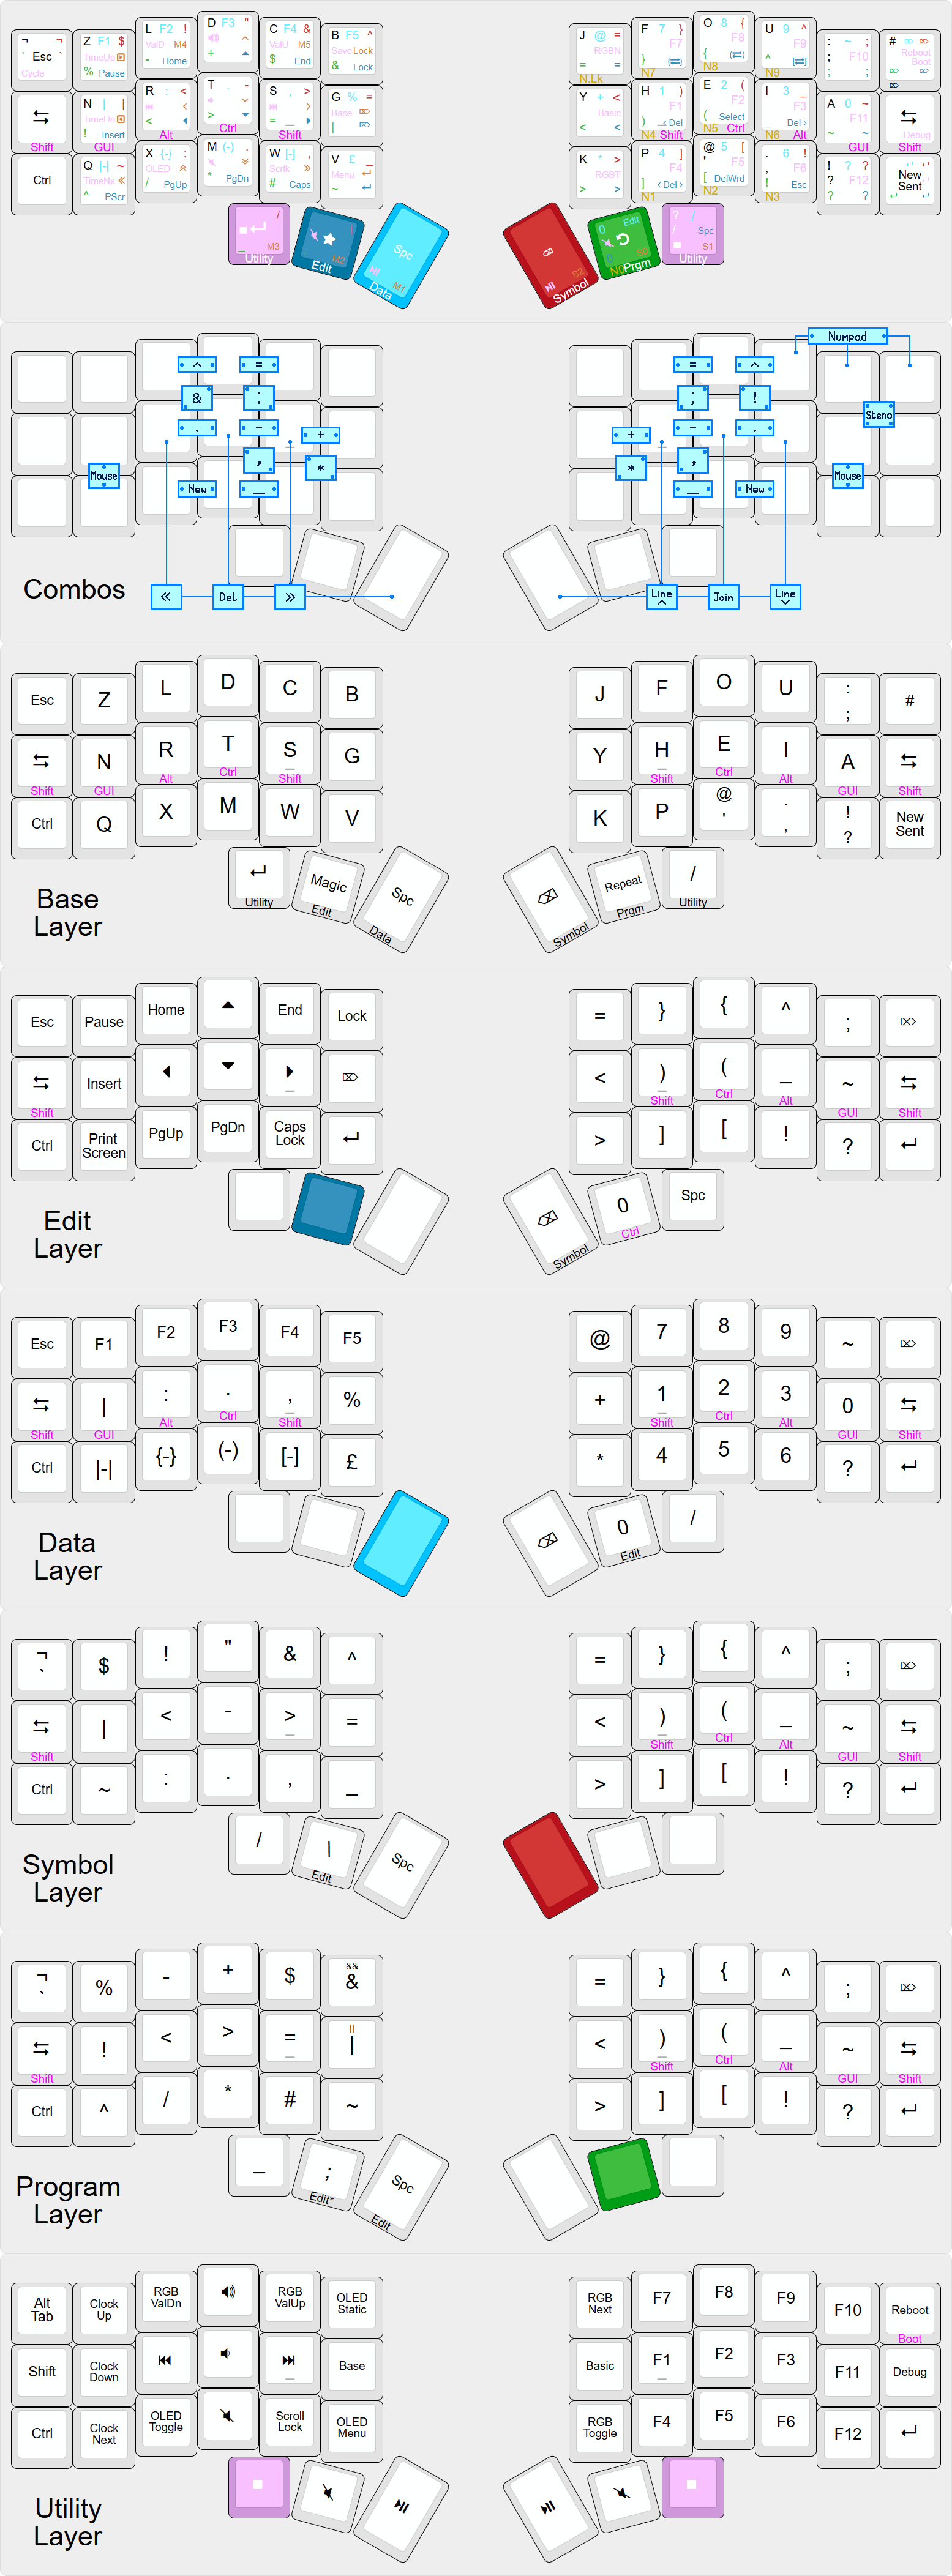 ¬ ¬
Esc
`
Cycle
Z F1 $
TimeUp
% Pause
L F2 !
ValD M4
- Home
D F3 "
^
+
C F4 &
ValU M5
$ End
B F5 ^
Save Lock
& Lock
J @ =
RGBN
= =
N.Lk
F 7 }
F7
}
N7
O 8 {
F8
{
N8
U 9 ^
F9
^
N9
: ~ ;
; F10
; ;
#
Reboot
Boot
Shift
N | |
TimeDn
! Insert
GUI
R : <
<
Alt
T . -
>
Ctrl
S , >
= _
Shift
G % =
Base
|
Y + <
Basic
< <
H 1 )
F1
) _ < Del
N4 Shift
E 2 (
F2
( Select
N5 Ctrl
I 3 _
F3
_ Del >
N6 Alt
A 0 ~
F11
~ ~
GUI
Debug
Shift
Ctrl
Q |-| ~
TimeNx
^ PScr
X {-} :
OLED
/ PgUp
M (-) .
* PgDn
W [-] ,
Scrlk
# Caps
V £ _
Menu
~
K * >
RGBT
> >
P 4 ]
F4
] < Del >
N1
@ 5 [
' F5
[ DelWrd
N2
. 6 !
, F6
! Esc
N3
! ? ?
? F12
? ?
New
Sent
/
_ M3
Utility
M2
Edit
Spc
M1
Data
S2
Symbol
0 Edit
0
Prgm
? /
/ Spc
S1
Utility
Numpad
^ =
= ^
& :
; !
Steno
. -
- .
+
+
,
,
*
*
Mouse
Mouse
New _
_ New
Combos
« Del »
Line
^
Join
Line
v
Esc Z L D C B
J F O U : #
;
N R T S G
Y H E I A
Shift GUI Alt Ctrl Shift
Shift Ctrl Alt GUI Shift
Ctrl Q X M W V
K P @ . ! New
' , ? Sent
Magic Spc
Repeat /
Utility Edit Data
Symbol Prgm Utility
Base
Layer
Esc Pause Home End Lock
= } { ^ ;
Insert
< ) ( _ ~
Shift
Shift Ctrl Alt GUI Shift
Ctrl Print PgUp PgDn Caps
Screen Lock
> ] [ ! ?
0 Spc
Symbol Ctrl
Edit
Layer
Esc F1 F2 F3 F4 F5
@ 7 8 9 ~
| : . , %
+ 1 2 3 0
Shift GUI Alt Ctrl Shift
Shift Ctrl Alt GUI Shift
Ctrl |-| {-} (-) [-] £
* 4 5 6 ?
0 /
Edit
Data
Layer
¬ $ ! " & ^
`
= } { ^ ;
| < - > =
< ) ( _ ~
Shift
Shift Ctrl Alt GUI Shift
Ctrl ~ : . , _
> ] [ ! ?
/ | Spc
Edit
Symbol
Layer
¬ % - + $ &&
` &
= } { ^ ;
! < > = ||
|
< ) ( _ ~
Shift
Shift Ctrl Alt GUI Shift
Ctrl ^ / * # ~
> ] [ ! ?
_ ; Spc
Edit* Edit
Program
Layer
Alt Clock RGB RGB OLED
Tab Up ValDn ValUp Static
RGB F7 F8 F9 F10 Reboot
Next Boot
Shift Clock Base
Down
Basic F1 F2 F3 F11 Debug
Ctrl Clock OLED Scroll OLED
Next Toggle Lock Menu
RGB F4 F5 F6 F12
Toggle
Utility
Layer